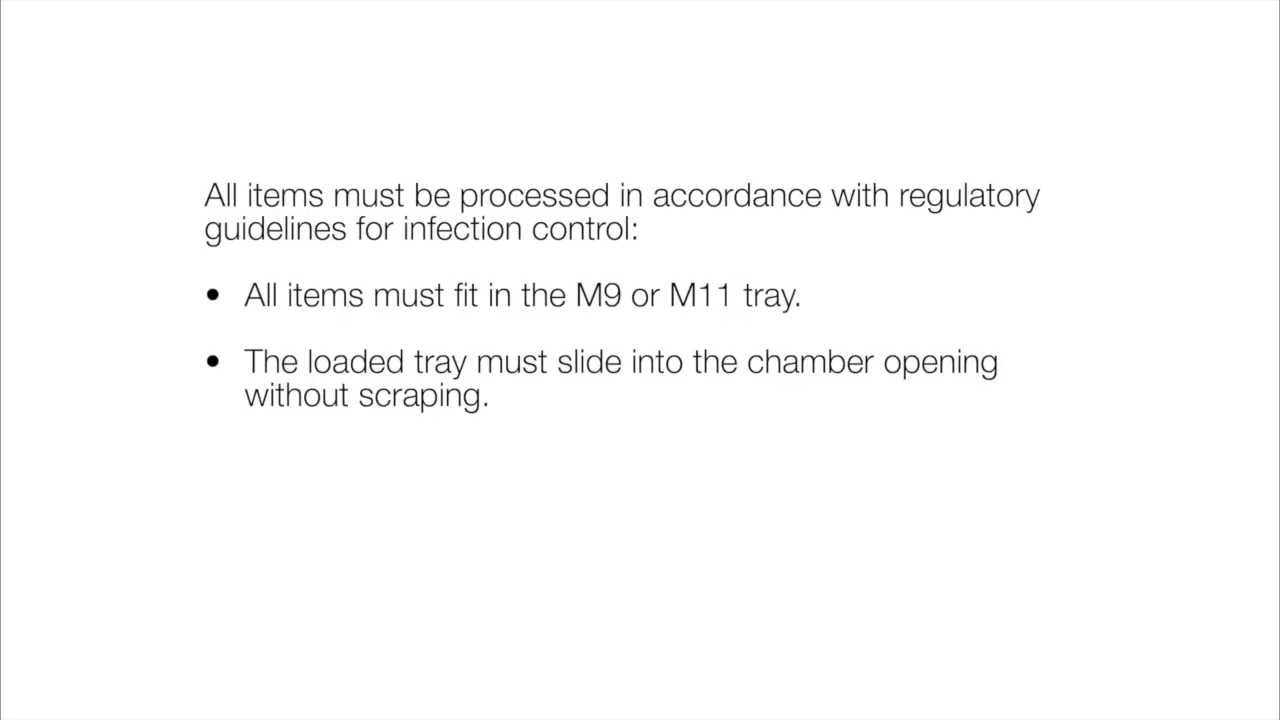 All items must be processed in accordance with regulatory
guidelines for infection control:
• All items must fit in the M9 or M11 tray.
• The loaded tray must slide into the chamber opening
without scraping.